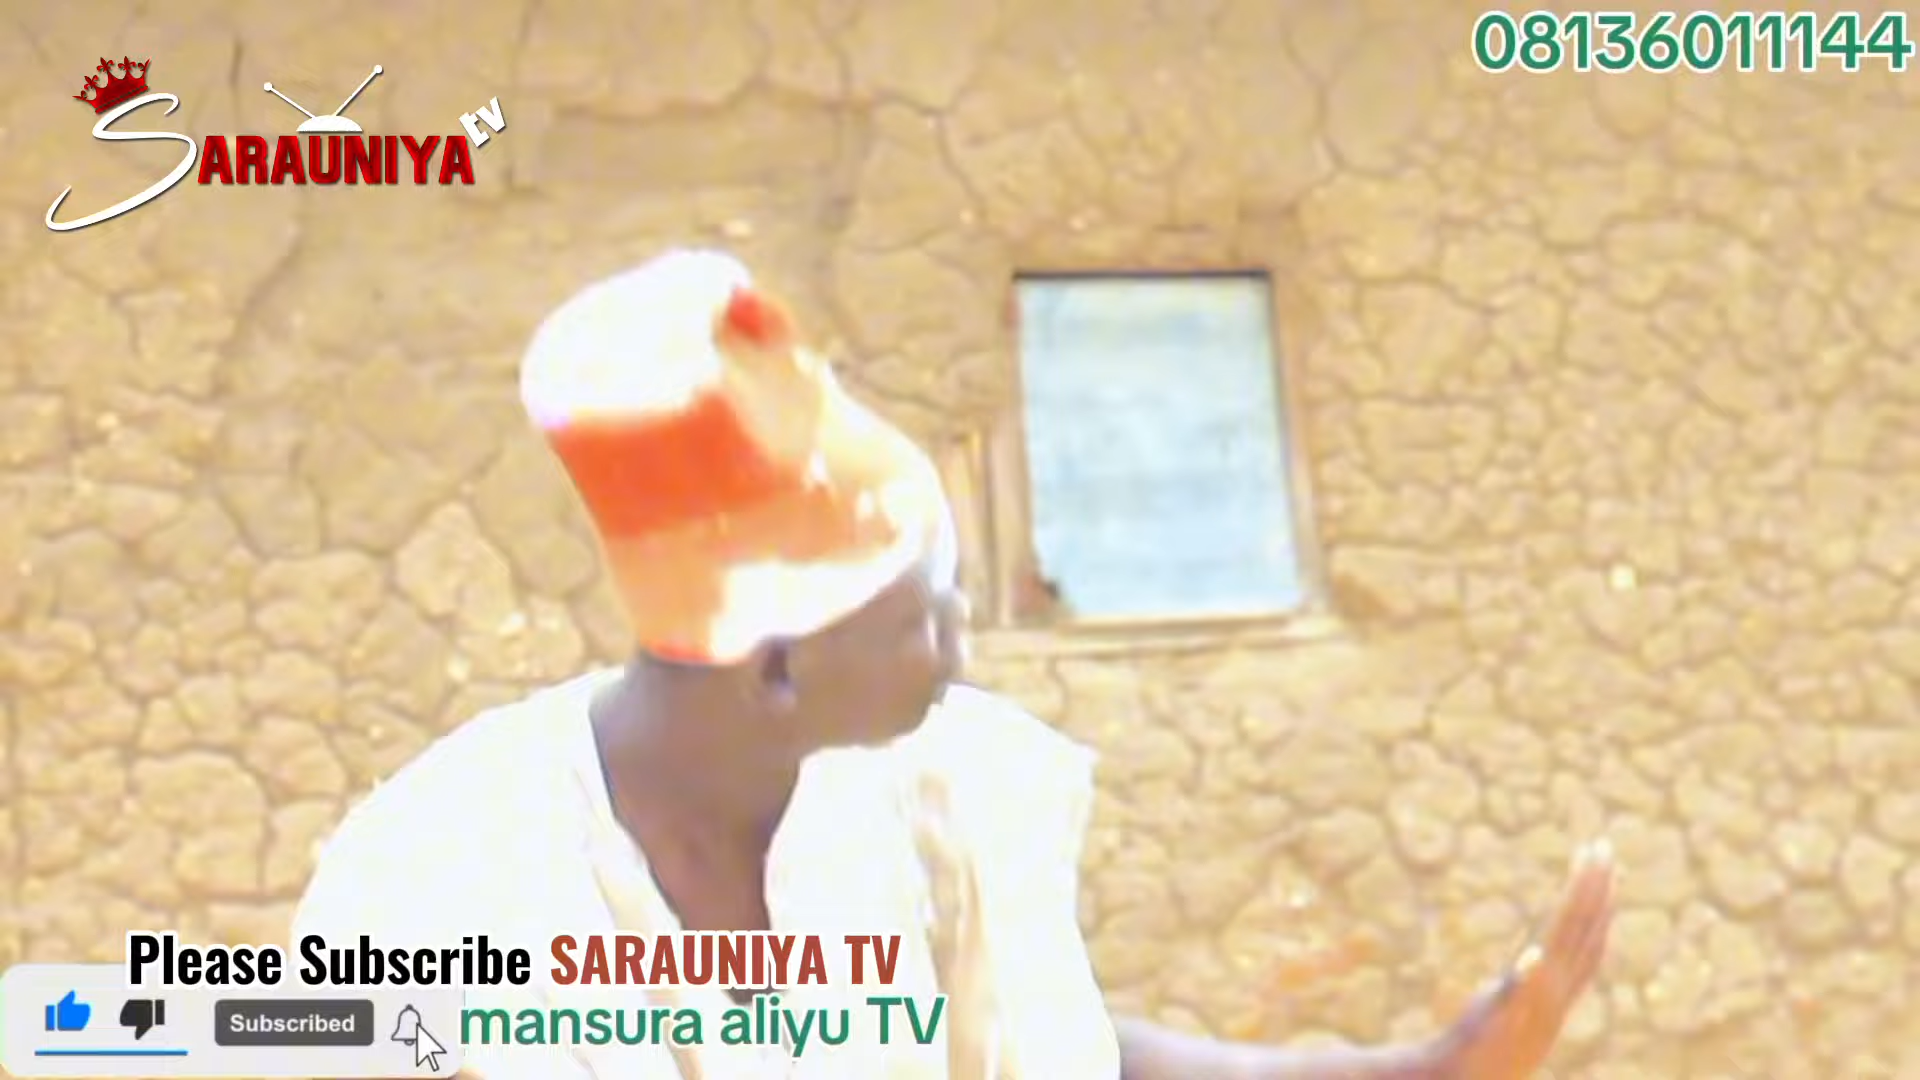 08136011144
SARAUNIYA tv
Please Subscribe SARAUNIYA TV
Subscribed
mansura aliyu TV